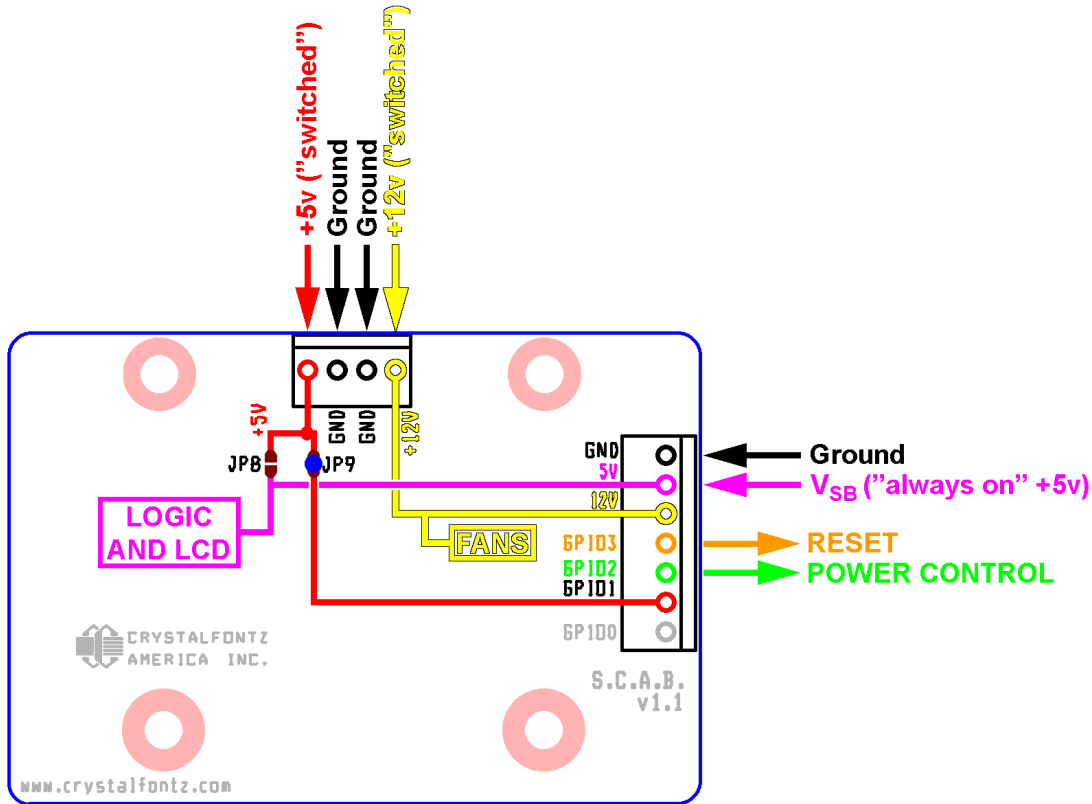 +5v (”switched”)
Ground
Ground
+12v ("switched")
+5V
GND
GND
+12V
JP8
JP9
GND
5V
12V
GPIO3
GPIO2
GPIO1
GPIO0
Ground
VSB (”always on” +5v)
RESET
POWER CONTROL
LOGIC
AND LCD
FANS
CRYSTALFONTZ
AMERICA INC.
S.C.A.B.
v1.1
www.crystalfontz.com